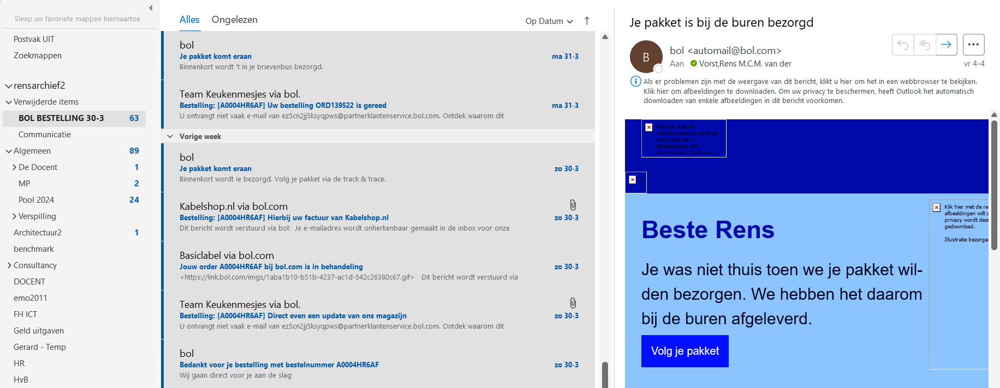 Sleep uw favoriete mappen hiernaartoe
Postvak UIT
Zoekmappen
rensarchief2
Verwijderde items
BOL BESTELLING 30-3 63
Communicatie
Algemeen 89
De Docent 1
MP 2
Pool 2024 24
Verspilling
Architectuur2 1
benchmark
Consultancy
DOCENT
emo2011
FH ICT
Geld uitgaven
Gerard - Temp
HR
HvB
Alles Ongelezen Op Datum
bol
Je pakket komt eraan ma 31-3
Binnenkort wordt 't in je brievenbus bezorgd.
Team Keukenmesjes via bol.
Bestelling: [A0004HR6AF] Uw bestelling ORD139522 is gereed ma 31-3
U ontvangt niet vaak e-mail van ez5cn2jj5ksyqpws@partnerklantenservice.bol.com. Ontdek waarom dit
Vorige week
bol
Je pakket komt eraan zo 30-3
Binnenkort wordt ie bezorgd. Volg je pakket via de track & trace.
Kabelshop.nl via bol.com
Bestelling: [A0004HR6AF] Hierbij uw factuur van Kabelshop.nl zo 30-3
Dit bericht wordt verstuurd via bol: Je e-mailadres wordt onherkenbaar gemaakt in de inbox voor onze
Basiclabel via bol.com
Jouw order A0004HR6AF bij bol.com is in behandeling zo 30-3
<https://link.bol.com/imgs/1aba1b10-b51b-4237-ac1d-542c26380c67.gif> Dit bericht wordt verstuurd via
Team Keukenmesjes via bol.
Bestelling: [A0004HR6AF] Direct even een update van ons magazijn zo 30-3
U ontvangt niet vaak e-mail van ez5cn2jj5ksyqpws@partnerklantenservice.bol.com. Ontdek waarom dit
bol
Bedankt voor je bestelling met bestelnummer A0004HR6AF zo 30-3
Wij gaan direct voor je aan de slag
Je pakket is bij de buren bezorgd
B
bol <automail@bol.com>
Aan Vorst,Rens M.C.M. van der vr 4-4
Als er problemen zijn met de weergave van dit bericht, klikt u hier om het in een webbrowser te bekijken.
Klik hier om afbeeldingen te downloaden. Om uw privacy te beschermen, heeft Outlook het automatisch
downloaden van enkele afbeeldingen in dit bericht voorkomen.
Klik hier met de
rechtermuisknop of tik en
houd vast als u
afbeeldingen wilt
Klik hier met de re
afbeeldingen wilt
privacy wordt deze
gedownload.
Illustratie bezorga
Beste Rens
Je was niet thuis toen we je pakket wil-
den bezorgen. We hebben het daarom
bij de buren afgeleverd.
Volg je pakket